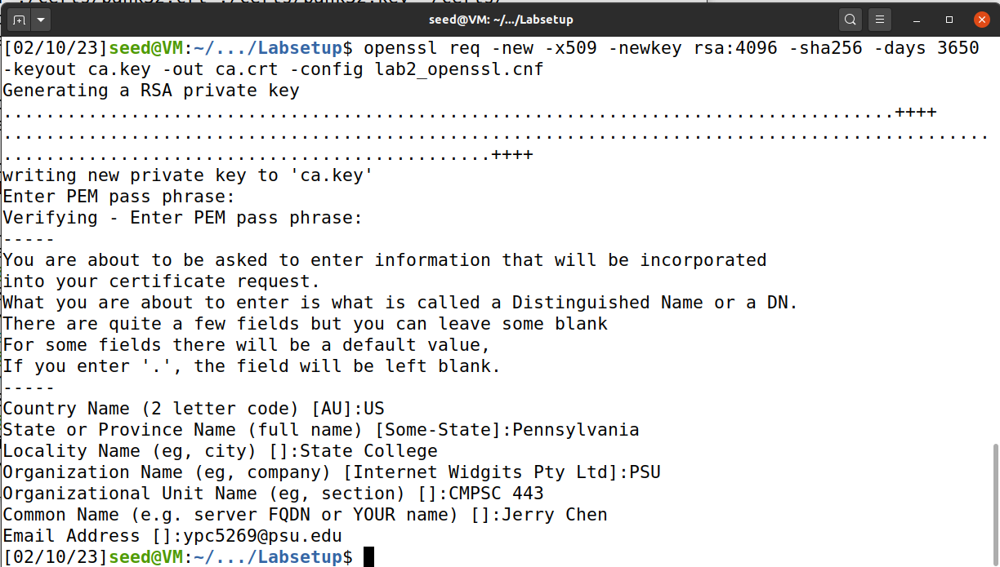 seed@VM: ~/.../Labsetup
[02/10/23]seed@VM:~/.../Labsetup$ openssl req -new -x509 -newkey rsa:4096 -sha256 -days 3650
-keyout ca.key -out ca.crt -config lab2_openssl.cnf
Generating a RSA private key
....................................................................................++++
.............................................................................................
..............................................++++
writing new private key to 'ca.key'
Enter PEM pass phrase:
Verifying - Enter PEM pass phrase:
-----
You are about to be asked to enter information that will be incorporated
into your certificate request.
What you are about to enter is what is called a Distinguished Name or a DN.
There are quite a few fields but you can leave some blank
For some fields there will be a default value,
If you enter '.', the field will be left blank.
-----
Country Name (2 letter code) [AU]:US
State or Province Name (full name) [Some-State]:Pennsylvania
Locality Name (eg, city) []:State College
Organization Name (eg, company) [Internet Widgits Pty Ltd]:PSU
Organizational Unit Name (eg, section) []:CMPSC 443
Common Name (e.g. server FQDN or YOUR name) []:Jerry Chen
Email Address []:ypc5269@psu.edu
[02/10/23]seed@VM:~/.../Labsetup$